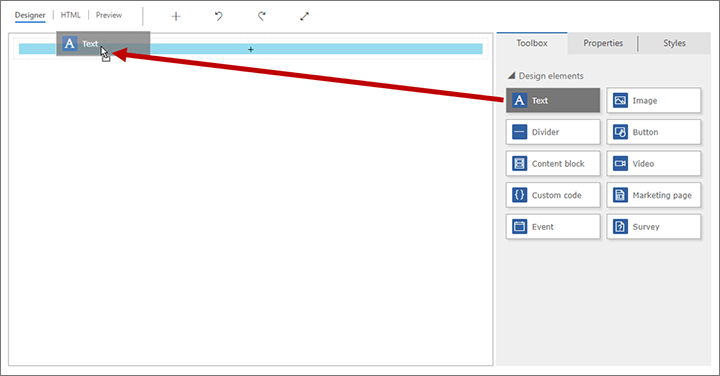 Designer HTML Preview
A Text
+
Toolbox Properties Styles
Design elements
A Text Image
Divider Button
Content block Video
{} Custom code Marketing page
Event ? Survey